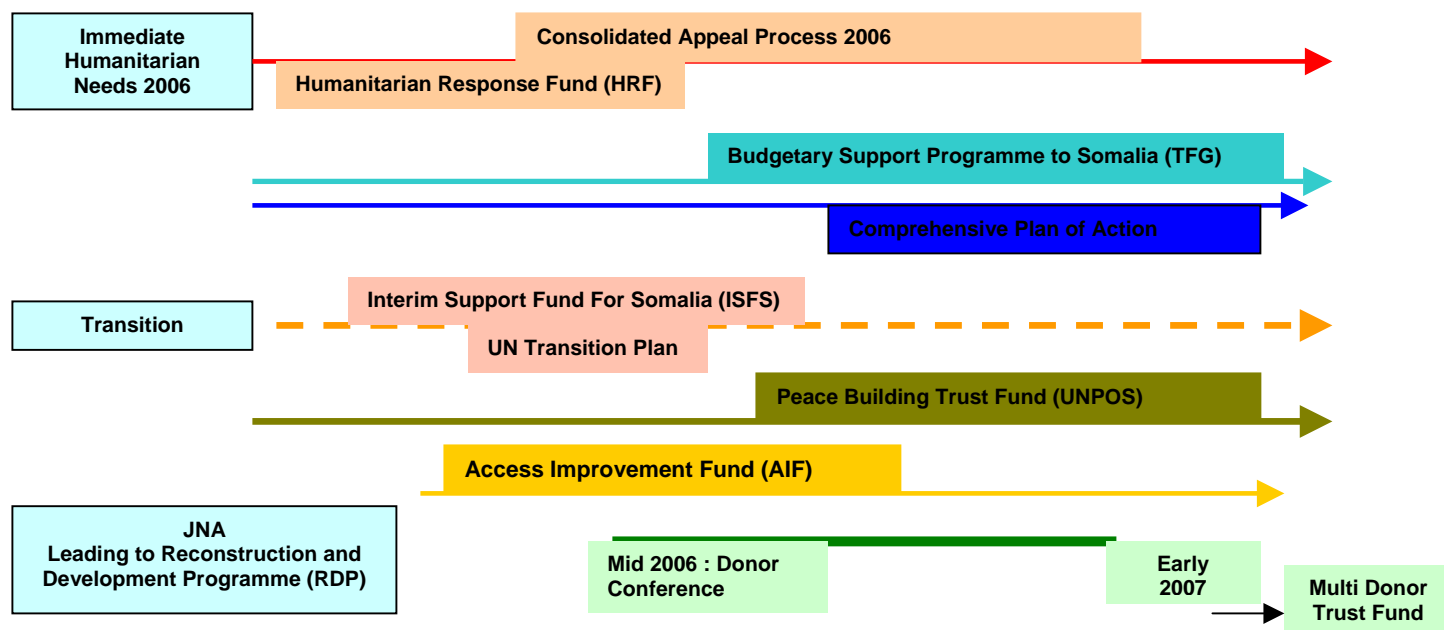 Immediate
Humanitarian
Needs 2006
Consolidated Appeal Process 2006
Humanitarian Response Fund (HRF)
Budgetary Support Programme to Somalia (TFG)
Comprehensive Plan of Action
Interim Support Fund For Somalia (ISFS)
Transition
UN Transition Plan
Peace Building Trust Fund (UNPOS)
Access Improvement Fund (AIF)
JNA
Leading to Reconstruction and
Development Programme (RDP)
Mid 2006 : Donor
Conference
Early
2007
Multi Donor
Trust Fund